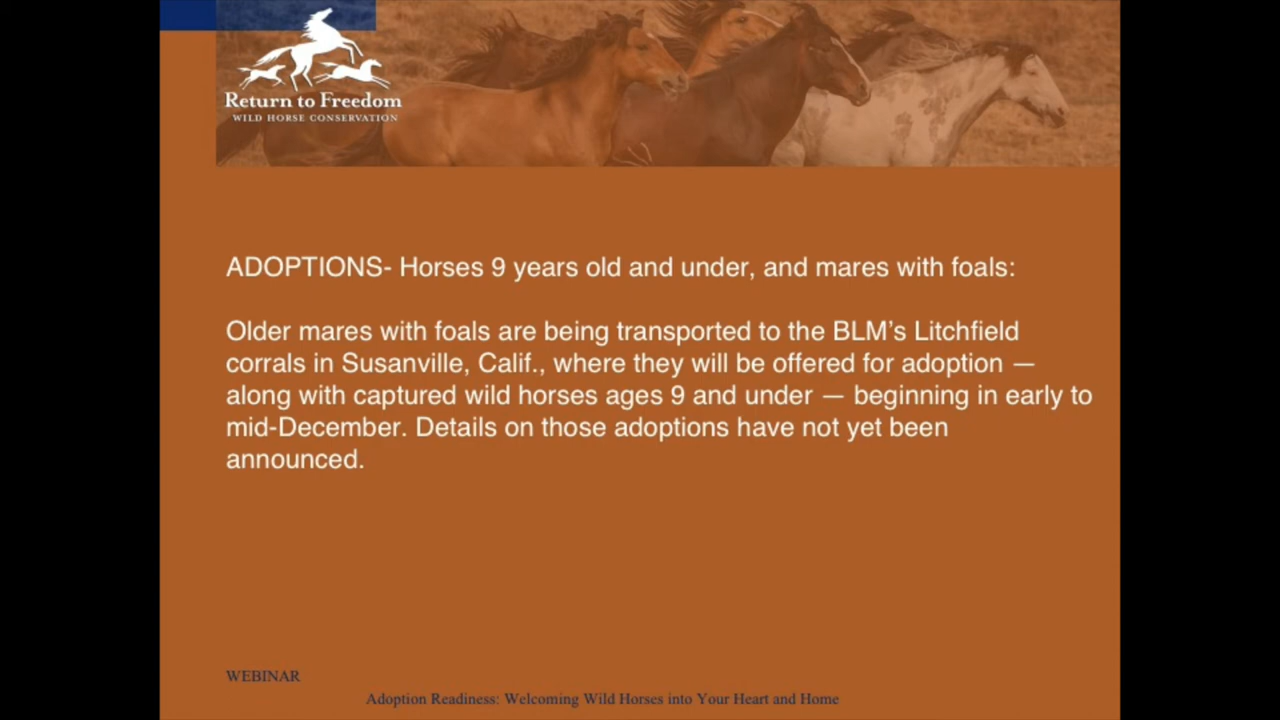 Return to Freedom
WILD HORSE CONSERVATION
ADOPTIONS- Horses 9 years old and under, and mares with foals:
Older mares with foals are being transported to the BLM’s Litchfield
corrals in Susanville, Calif., where they will be offered for adoption —
along with captured wild horses ages 9 and under — beginning in early to
mid-December. Details on those adoptions have not yet been
announced.
WEBINAR
Adoption Readiness: Welcoming Wild Horses into Your Heart and Home